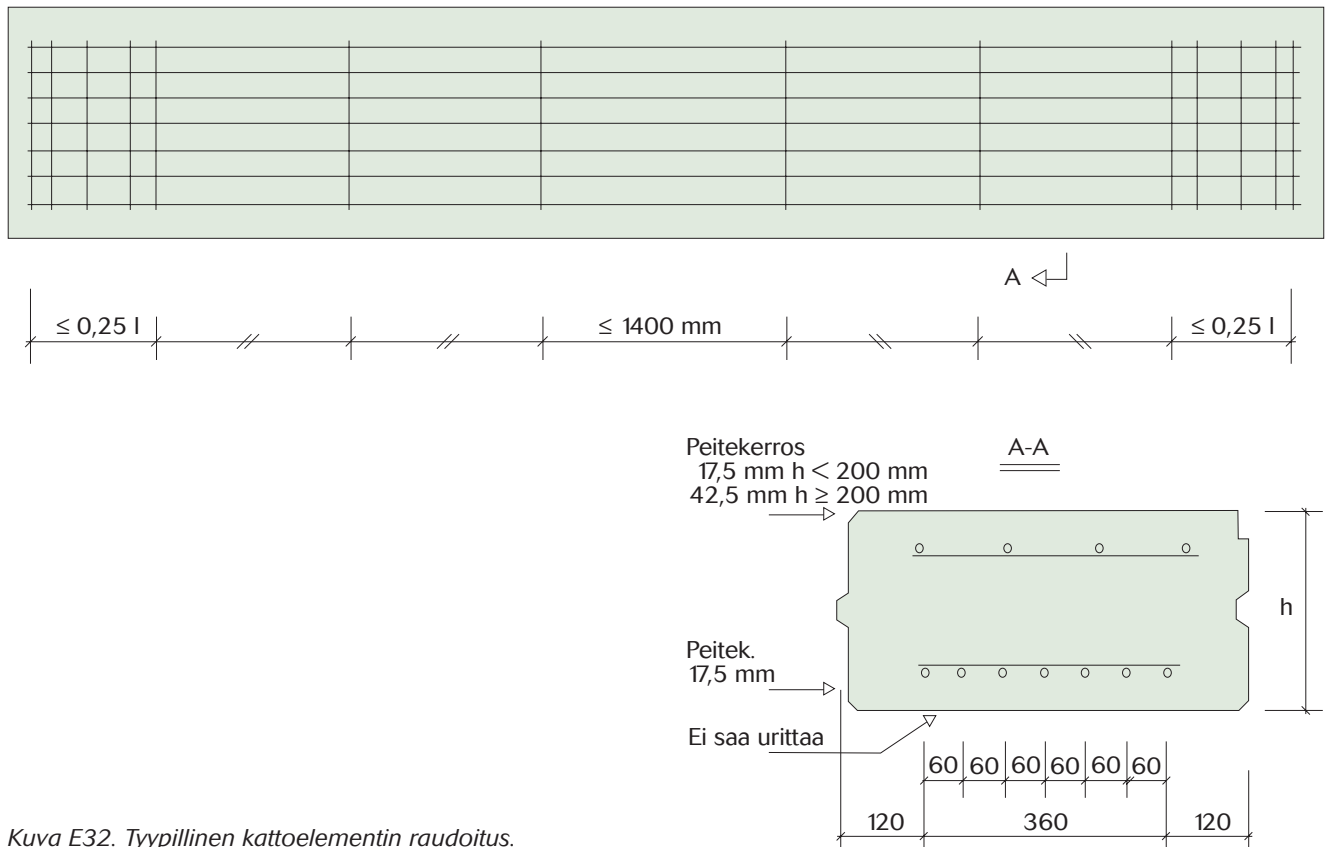 A
≤ 0,25 l ≤ 1400 mm ≤ 0,25 l
Peitekerros
17,5 mm h < 200 mm
42,5 mm h ≥ 200 mm
A-A
h
Peitek.
17,5 mm
Ei saa urittaa
60 60 60 60 60 60
120 360 120
Kuva E32. Tyypillinen kattoelementin raudoitus.